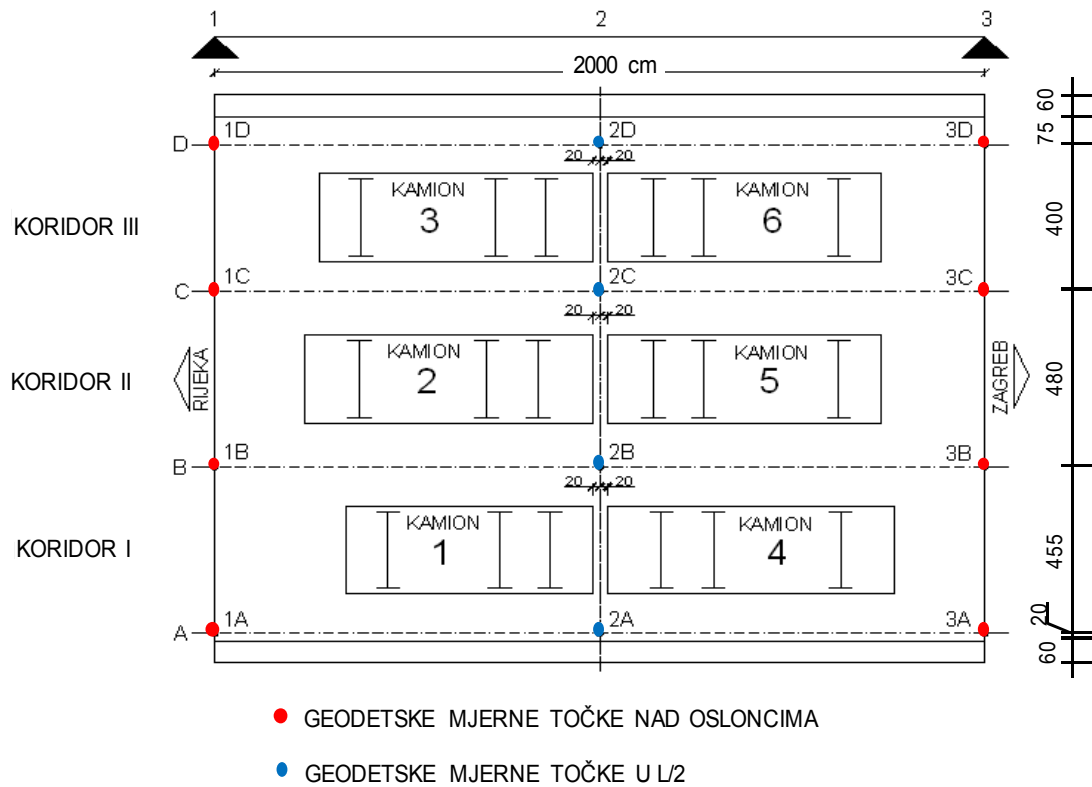 1 2 3
2000 cm
60
D 1D 2D 3D
75
20 20
KORIDOR III
KAMION
3
KAMION
6
400
C 1C 2C 3C
20 20
KORIDOR II
RIJEKA
KAMION
2
KAMION
5
ZAGREB
480
B 1B 2B 3B
20 20
KORIDOR I
KAMION
1
KAMION
4
455
A 1A 2A 3A
20
60
GEODETSKE MJERNE TOČKE NAD OSLONCIMA
GEODETSKE MJERNE TOČKE U L/2